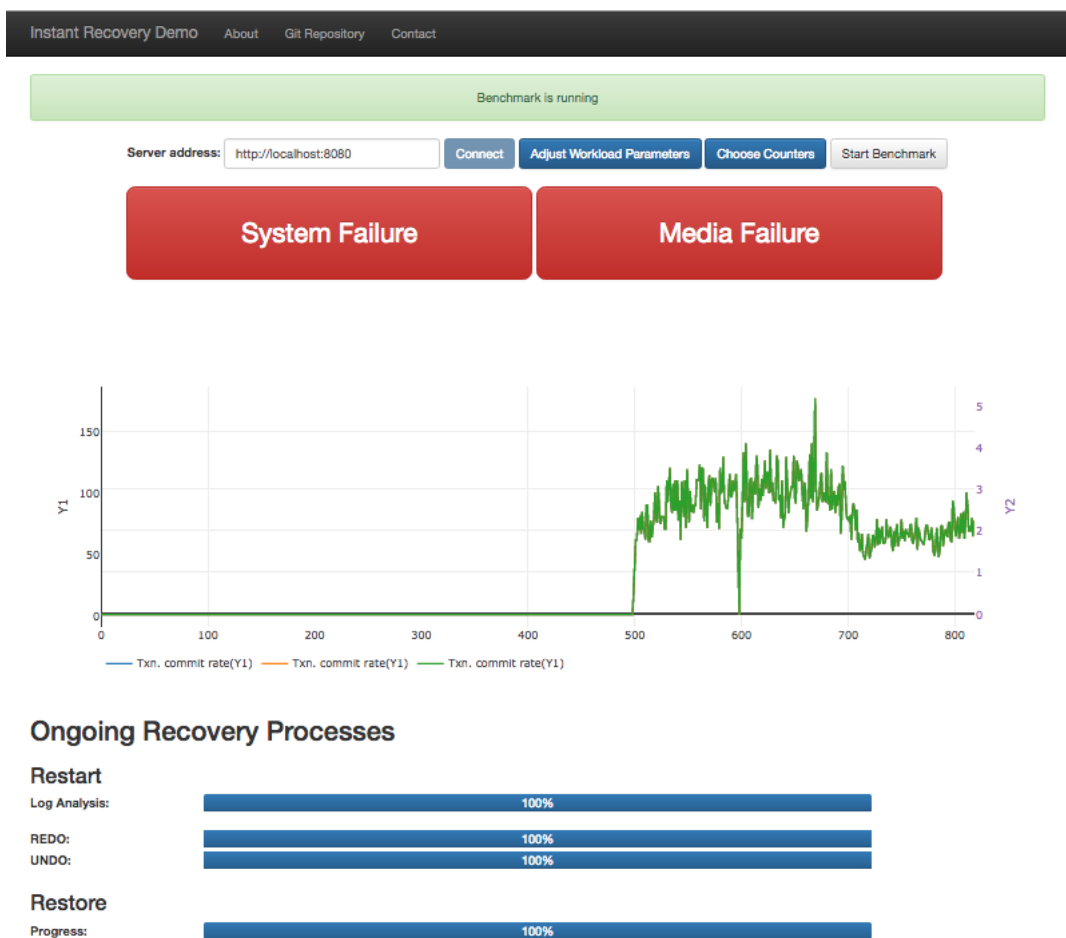 Instant Recovery Demo About Git Repository Contact
Benchmark is running
Server address: http://localhost:8080 Connect Adjust Workload Parameters Choose Counters Start Benchmark
System Failure Media Failure
150
100
50
0
Y1
5
4
3
2
1
0
Y2
0 100 200 300 400 500 600 700 800
Txn. commit rate(Y1) Txn. commit rate(Y1) Txn. commit rate(Y1)
Ongoing Recovery Processes
Restart
Log Analysis: 100%
REDO: 100%
UNDO: 100%
Restore
Progress: 100%